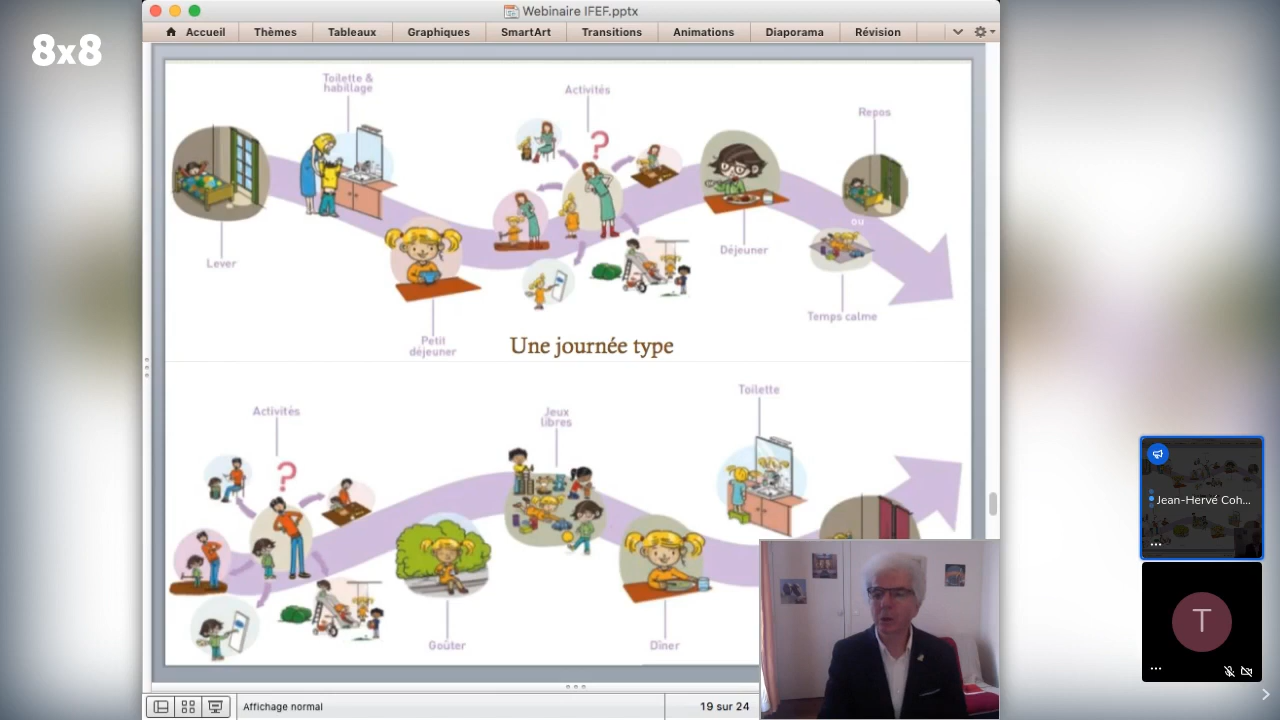 8x8
Webinaire IFEF.pptx
Accueil
Thèmes
Tableaux
Graphiques
SmartArt
Transitions
Animations
Diaporama
Révision
Toilette &
habillage
Activités
?
Repos
Lever
ou
Déjeuner
Temps calme
Petit
déjeuner
Une journée type
Activités
?
Jeux
libres
Toilette
Goûter
Dîner
Jean-Hervé Coh...
T
Affichage normal
19 sur 24